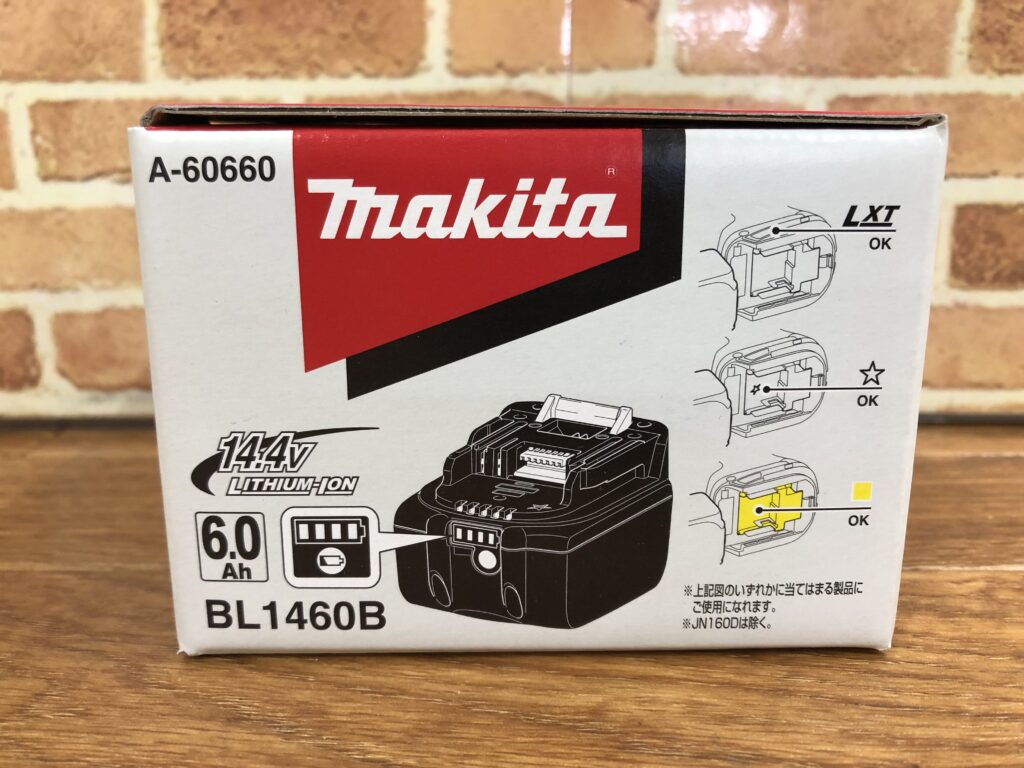 A-60660
makita®
LXT
OK
☆
OK
OK
14.4V
LITHIUM-ION
6.0
Ah
BL1460B
※上記図のいずれかに当てはまる製品に
ご使用になれます。
※JN160Dは除く。